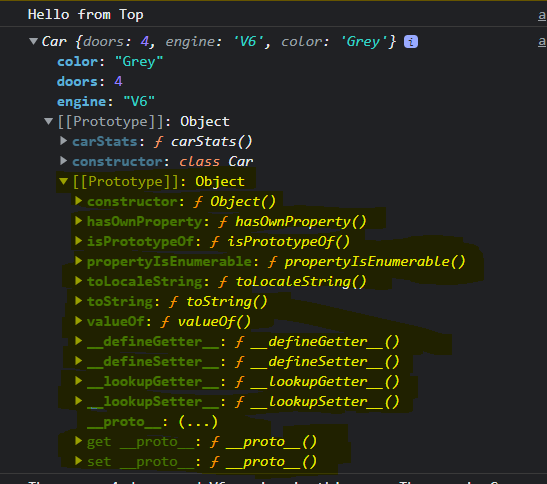 Hello from Top
a
Car {doors: 4, engine: 'V6', color: 'Grey'} i
a
color: "Grey"
doors: 4
engine: "V6"
[[Prototype]]: Object
carStats: ƒ carStats()
constructor: class Car
[[Prototype]]: Object
constructor: ƒ Object()
hasOwnProperty: ƒ hasOwnProperty()
isPrototypeOf: ƒ isPrototypeOf()
propertyIsEnumerable: ƒ propertyIsEnumerable()
toLocaleString: ƒ toLocaleString()
toString: ƒ toString()
valueOf: ƒ valueOf()
__defineGetter__: ƒ __defineGetter__()
__defineSetter__: ƒ __defineSetter__()
__lookupGetter__: ƒ __lookupGetter__()
__lookupSetter__: ƒ __lookupSetter__()
__proto__: (...)
get __proto__: ƒ __proto__()
set __proto__: ƒ __proto__()